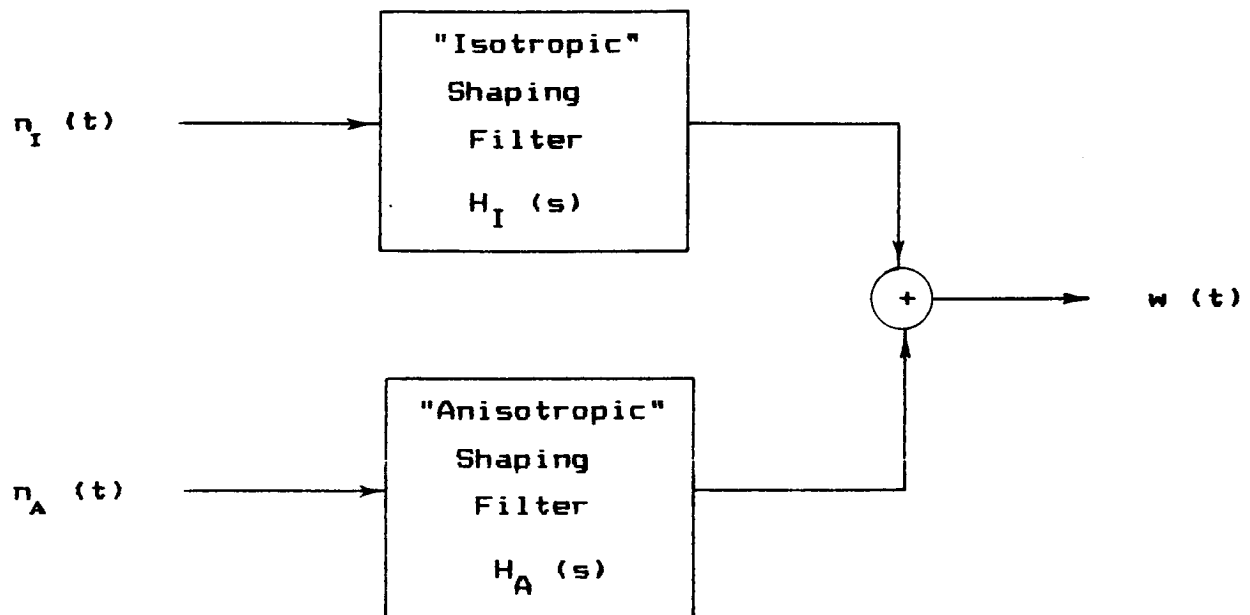 "Isotropic"
Shaping
Filter
H_I (s)
n_I (t)
+
w (t)
"Anisotropic"
Shaping
Filter
H_A (s)
n_A (t)